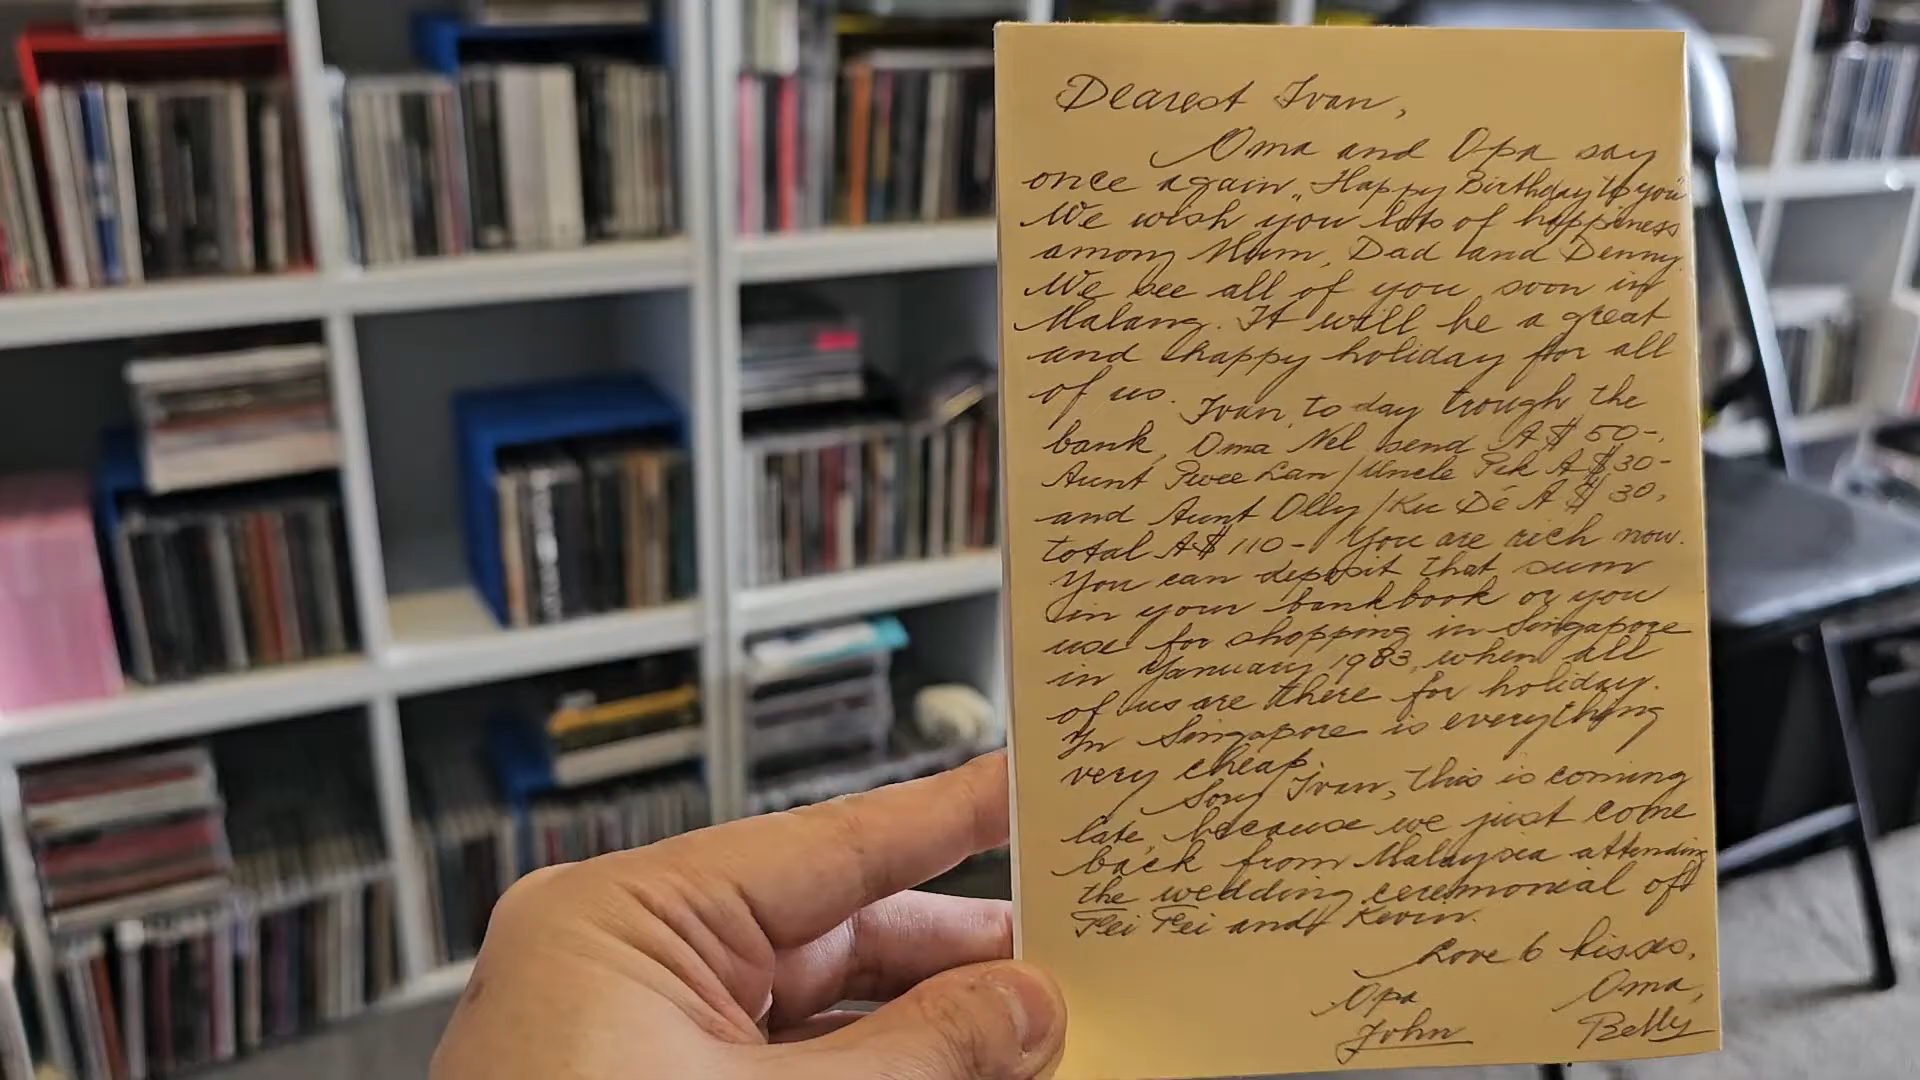 Dearest Ivan,
Oma and Opa say
once again „Happy Birthday to you"
We wish you lots of happiness
among Mum, Dad and Denny.
We see all of you soon in
Malang. It will be a great
and happy holiday for all
of us.
Ivan, to day trough the
bank, Oma Nel send A$ 50-,
Aunt Swee Lan / Uncle Pek A$ 30-
and Aunt Olly / Ku Dé A$ 30,
total A$ 110- You are rich now.
You can deposit that sum
in your bankbook or you
use for shopping in Singapore
in Yanuary 1983, when all
of us are there for holiday.
In Singapore is everything
very cheap.
Sory Ivan, this is coming
late, because we just come
back from Malaysia attending
the wedding ceremonial of
Fei Fei and Kevin.
Love 6 kisses,
Opa Oma,
John Betty